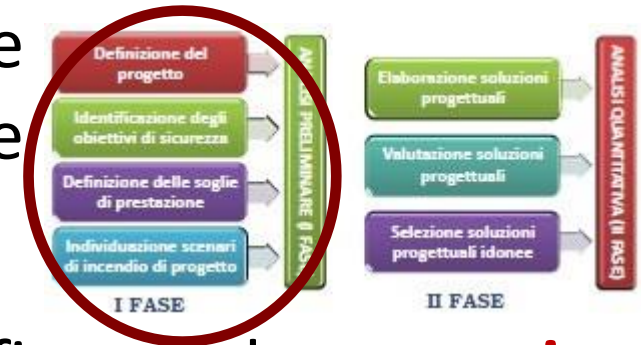 e
e
Definizione del
progetto
Identificazione degli
obiettivi di sicurezza
Definizione delle soglie
di prestazione
Individuazione scenari
di incendio di progetto
ANALISI PRELIMINARE (I FASE)
I FASE
Elaborazione soluzioni
progettuali
Valutazione soluzioni
progettuali
Selezione soluzioni
progettuali idonee
ANALISI QUANTITATIVA (II FASE)
II FASE